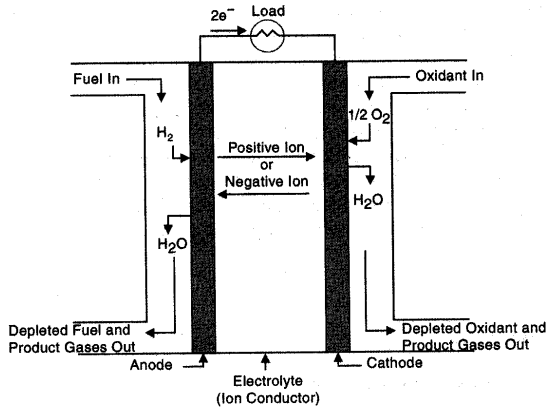 2e⁻
Load
Fuel In
Oxidant In
H₂
1/2 O₂
Positive Ion
or
Negative Ion
H₂O
H₂O
Depleted Fuel and
Product Gases Out
Depleted Oxidant and
Product Gases Out
Anode
Cathode
Electrolyte
(Ion Conductor)